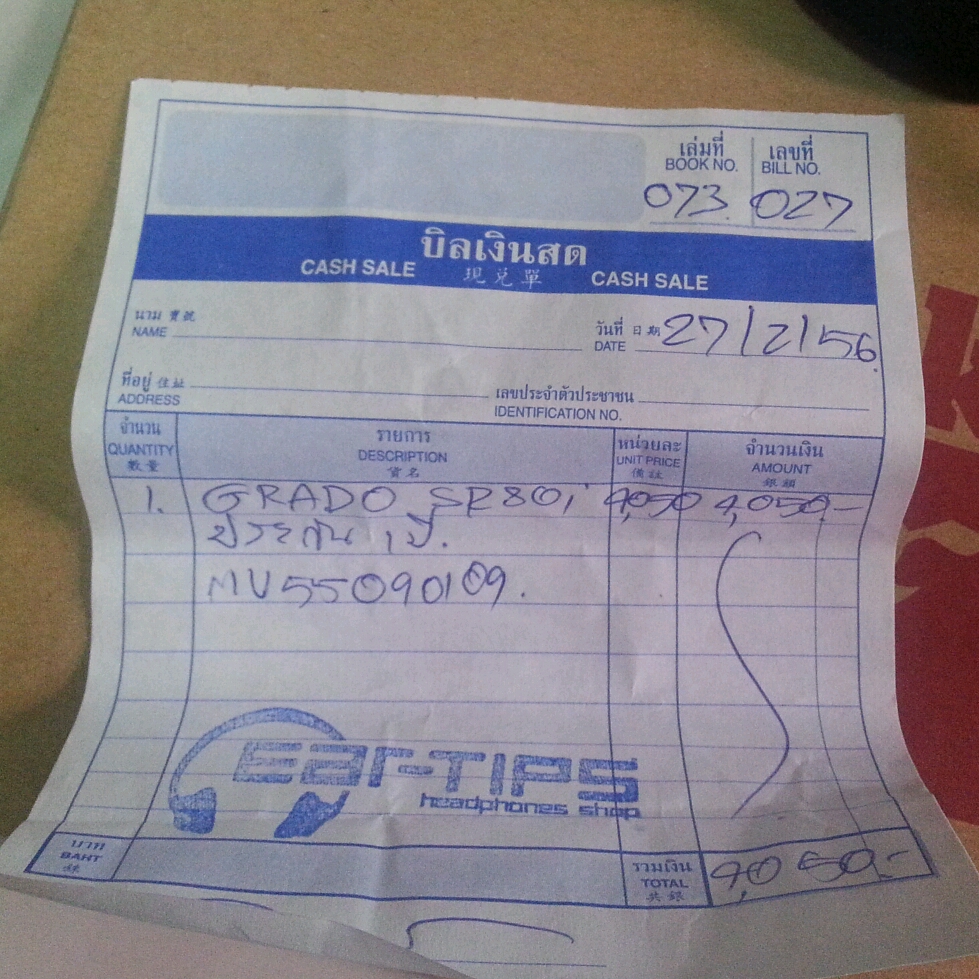 เล่มที่ เลขที่
BOOK NO. BILL NO.
073. 027
บิลเงินสด
CASH SALE 現兌單 CASH SALE
นาม 寶號
NAME
วันที่ 日期 27/2/56
DATE
ที่อยู่ 住址
ADDRESS
เลขประจำตัวประชาชน
IDENTIFICATION NO.
จำนวน รายการ หน่วยละ จำนวนเงิน
QUANTITY DESCRIPTION UNIT PRICE AMOUNT
數量 貨名 備註 銀額
1. GRADO SR80i 4,050 4,050.-
ประกัน 1 ปี.
MV55090109.
Ear-TIPS
headphones shop
บาท
BAHT
銖
รวมเงิน
TOTAL 4,050.-
共銀